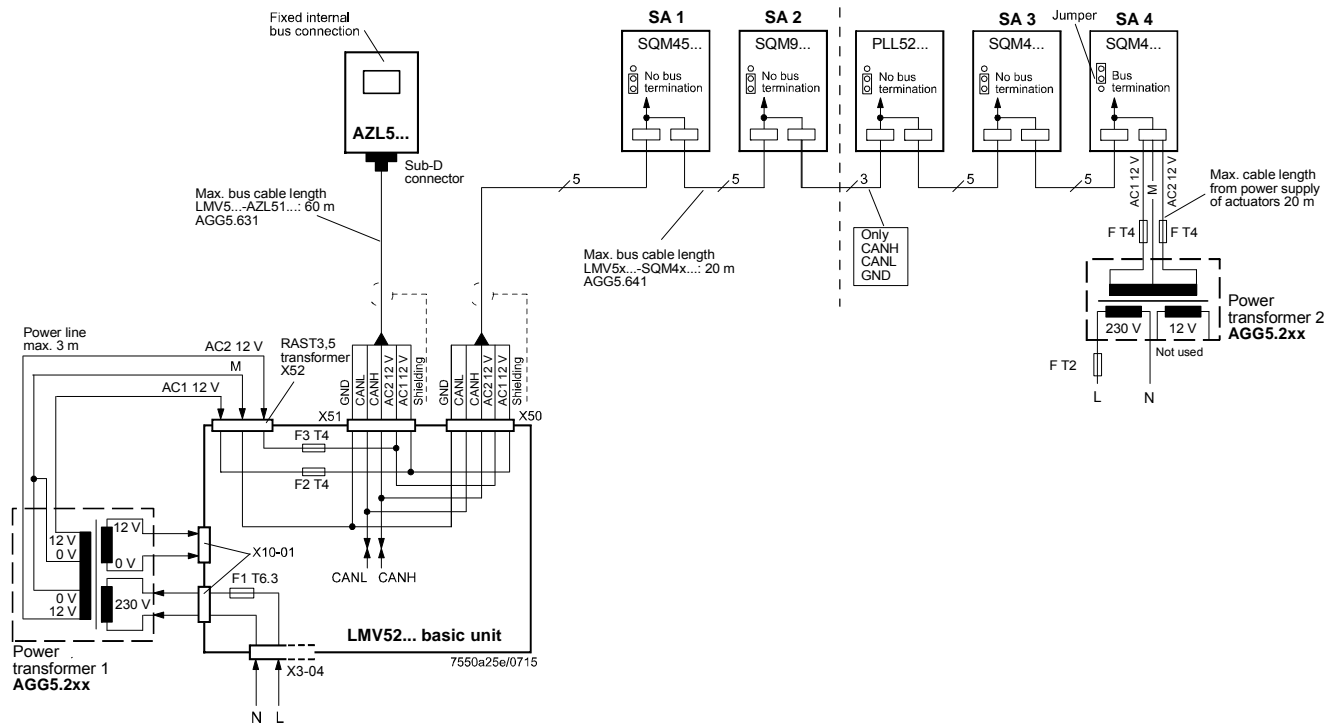 Fixed internal
bus connection
AZL5...
Sub-D
connector
Max. bus cable length
LMV5...-AZL51...: 60 m
AGG5.631
SA 1
SQM45...
No bus
termination
SA 2
SQM9...
No bus
termination
PLL52...
No bus
termination
SA 3
SQM4...
No bus
termination
Jumper
SA 4
SQM4...
Bus
termination
5
5
3
5
5
Max. bus cable length
LMV5x...-SQM4x...: 20 m
AGG5.641
Only
CANH
CANL
GND
AC1 12 V
M
AC2 12 V
Max. cable length
from power supply
of actuators 20 m
F T4
F T4
230 V
12 V
Power
transformer 2
AGG5.2xx
Not used
F T2
L
N
Power line
max. 3 m
AC2 12 V
M
AC1 12 V
RAST3,5
transformer
X52
GND
CANL
CANH
AC2 12 V
AC1 12 V
Shielding
GND
CANL
CANH
AC2 12 V
AC1 12 V
Shielding
X51
X50
F3 T4
F2 T4
12 V
0 V
0 V
12 V
12 V
0 V
230 V
X10-01
F1 T6.3
CANL
CANH
LMV52... basic unit
7550a25e/0715
X3-04
Power
transformer 1
AGG5.2xx
N
L